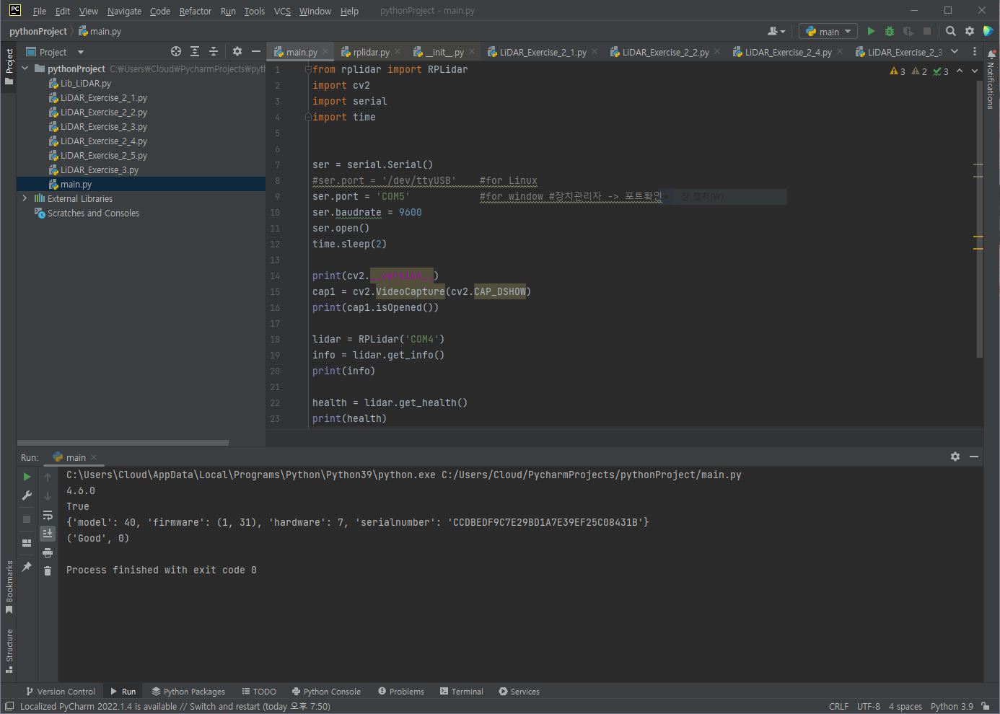 PC File Edit View Navigate Code Refactor Run Tools VCS Window Help pythonProject - main.py
pythonProject main.py main
Project main.py rplidar.py __init__.py LiDAR_Exercise_2_1.py LiDAR_Exercise_2_2.py LiDAR_Exercise_2_4.py LiDAR_Exercise_2_3
Project
Notifications
pythonProject C:₩Users₩Cloud₩PycharmProjects₩pyth
Lib_LiDAR.py
LiDAR_Exercise_2_1.py
LiDAR_Exercise_2_2.py
LiDAR_Exercise_2_3.py
LiDAR_Exercise_2_4.py
LiDAR_Exercise_2_5.py
LiDAR_Exercise_3.py
main.py
External Libraries
Scratches and Consoles
3 2 3
1 from rplidar import RPLidar
2 import cv2
3 import serial
4 import time
5
6
7 ser = serial.Serial()
8 #ser.port = '/dev/ttyUSB' #for Linux
9 ser.port = 'COM5' #for window #장치관리자 -> 포트확인 창 캡처(W)
10 ser.baudrate = 9600
11 ser.open()
12 time.sleep(2)
13
14 print(cv2.__version__)
15 cap1 = cv2.VideoCapture(cv2.CAP_DSHOW)
16 print(cap1.isOpened())
17
18 lidar = RPLidar('COM4')
19 info = lidar.get_info()
20 print(info)
21
22 health = lidar.get_health()
23 print(health)
Run: main
C:\Users\Cloud\AppData\Local\Programs\Python\Python39\python.exe C:/Users/Cloud/PycharmProjects/pythonProject/main.py
4.6.0
True
{'model': 40, 'firmware': (1, 31), 'hardware': 7, 'serialnumber': 'CCDBEDF9C7E29BD1A7E39EF25C08431B'}
('Good', 0)
Process finished with exit code 0
Bookmarks
Structure
Version Control Run Python Packages TODO Python Console Problems Terminal Services
Localized PyCharm 2022.1.4 is available // Switch and restart (today 오후 7:50) CRLF UTF-8 4 spaces Python 3.9